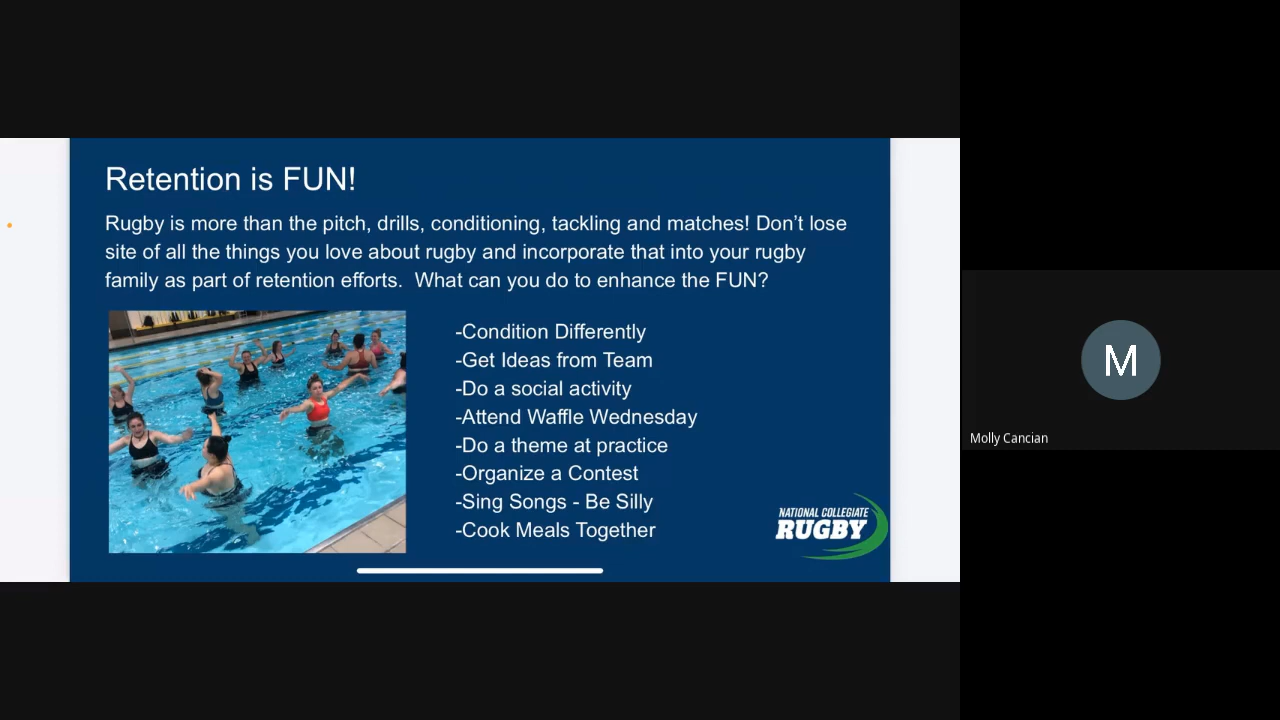 Retention is FUN!
Rugby is more than the pitch, drills, conditioning, tackling and matches! Don’t lose
site of all the things you love about rugby and incorporate that into your rugby
family as part of retention efforts.  What can you do to enhance the FUN?
-Condition Differently
-Get Ideas from Team
-Do a social activity
-Attend Waffle Wednesday
-Do a theme at practice
-Organize a Contest
-Sing Songs - Be Silly
-Cook Meals Together
NATIONAL COLLEGIATE
RUGBY
M
Molly Cancian